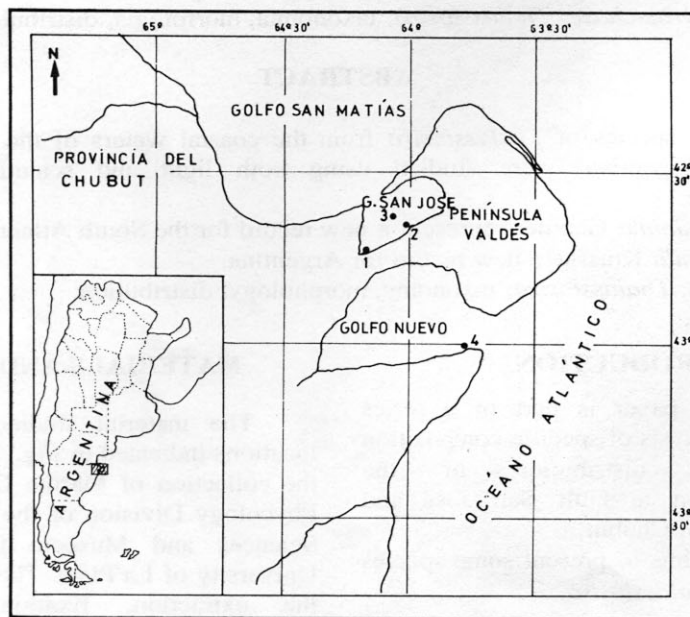 65°
64° 30'
64°
63° 30'
N
GOLFO SAN MATÍAS
PROVINCIA DEL
CHUBUT
42°
30'
G. SAN JOSE
3
PENÍNSULA
VALDÉS
2
GOLFO NUEVO
4
43°
ARGENTINA
OCEANO ATLANTICO
43°
30'